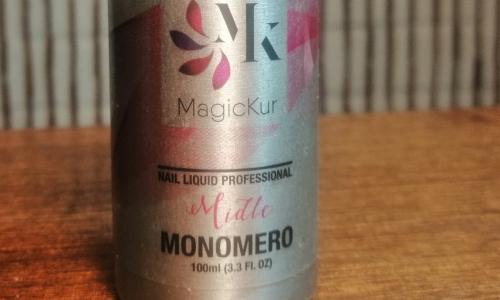 MK
MagicKur
NAIL LIQUID PROFESSIONAL
Midle
MONOMERO
100ml (3.3 Fl. OZ)